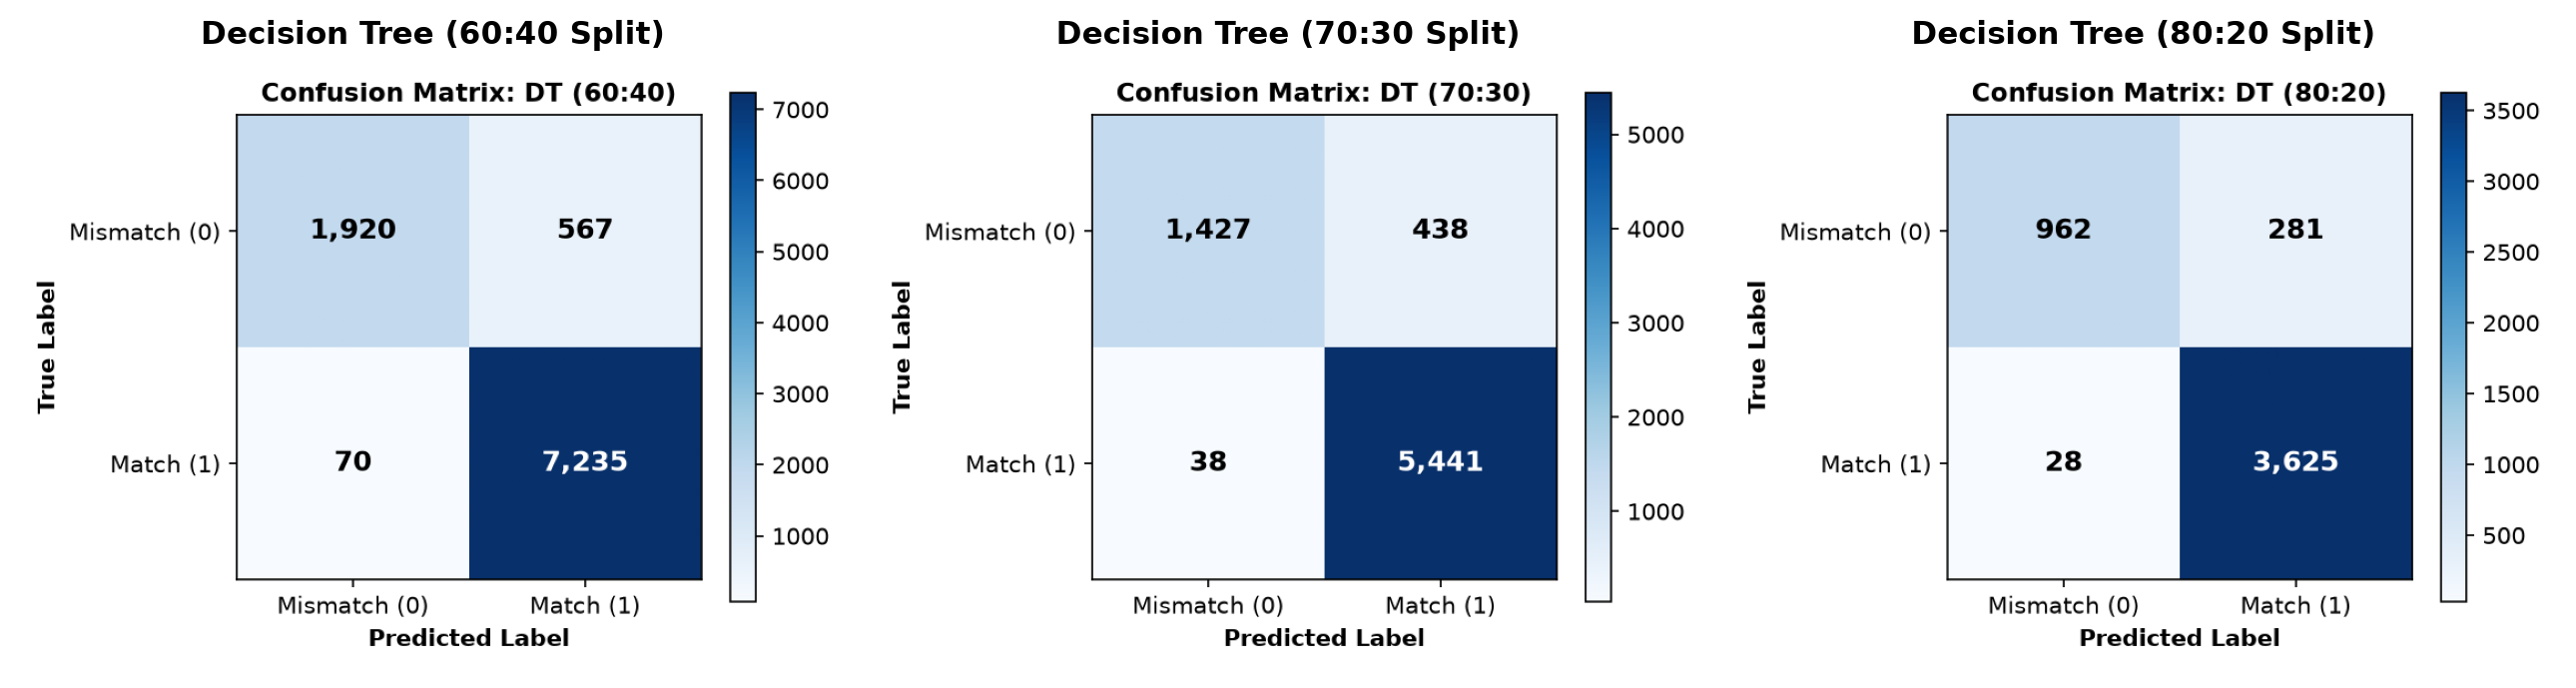 Decision Tree (60:40 Split)
Confusion Matrix: DT (60:40)
True Label
Mismatch (0)
1,920
567
Match (1)
70
7,235
Mismatch (0)
Match (1)
Predicted Label
7000
6000
5000
4000
3000
2000
1000
Decision Tree (70:30 Split)
Confusion Matrix: DT (70:30)
True Label
Mismatch (0)
1,427
438
Match (1)
38
5,441
Mismatch (0)
Match (1)
Predicted Label
5000
4000
3000
2000
1000
Decision Tree (80:20 Split)
Confusion Matrix: DT (80:20)
True Label
Mismatch (0)
962
281
Match (1)
28
3,625
Mismatch (0)
Match (1)
Predicted Label
3500
3000
2500
2000
1500
1000
500